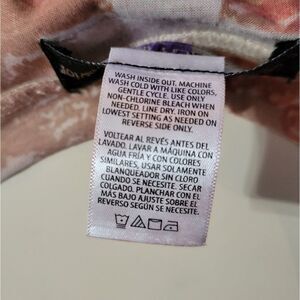 WASH INSIDE OUT. MACHINE
WASH COLD WITH LIKE COLORS,
GENTLE CYCLE. USE ONLY
NON-CHLORINE BLEACH WHEN
NEEDED. LINE DRY. IRON ON
LOWEST SETTING AS NEEDED ON
REVERSE SIDE ONLY.
VOLTEAR AL REVÉS ANTES DEL
LAVADO. LAVAR A MÁQUINA CON
AGUA FRÍA Y CON COLORES
SIMILARES, USAR SOLAMENTE
BLANQUEADOR SIN CLORO
CUANDO SE NECESITE. SECAR
COLGADO. PLANCHAR CON EL
MÁS BAJO AJUSTE SOBRE EL
REVERSO SEGÚN SE NECESITE.